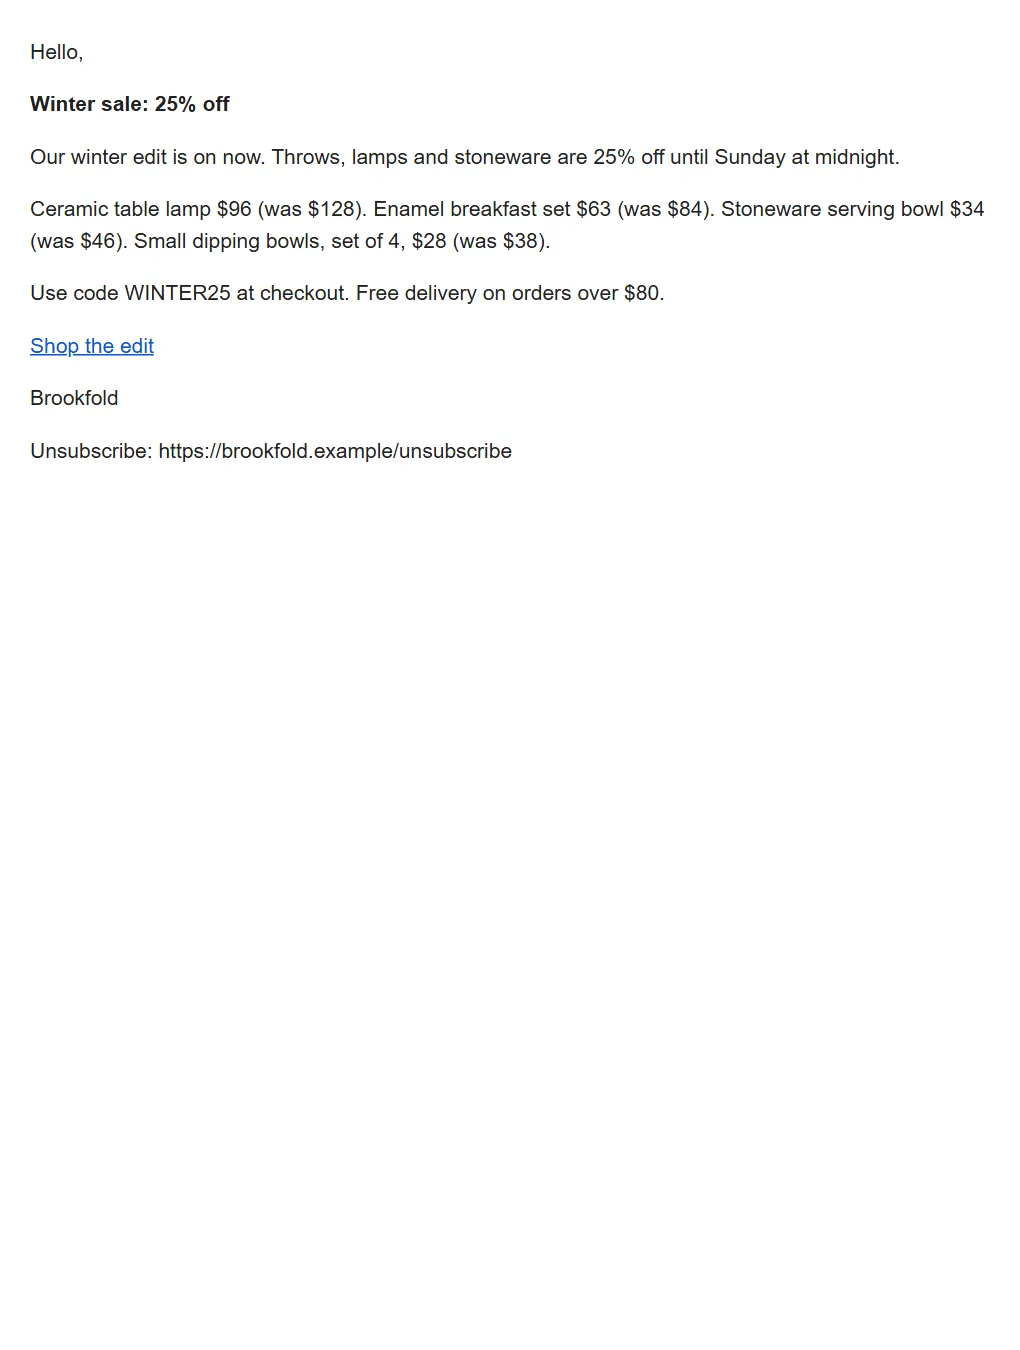 Hello,
Winter sale: 25% off
Our winter edit is on now. Throws, lamps and stoneware are 25% off until Sunday at midnight.
Ceramic table lamp $96 (was $128). Enamel breakfast set $63 (was $84). Stoneware serving bowl $34
(was $46). Small dipping bowls, set of 4, $28 (was $38).
Use code WINTER25 at checkout. Free delivery on orders over $80.
Shop the edit
Brookfold
Unsubscribe: https://brookfold.example/unsubscribe